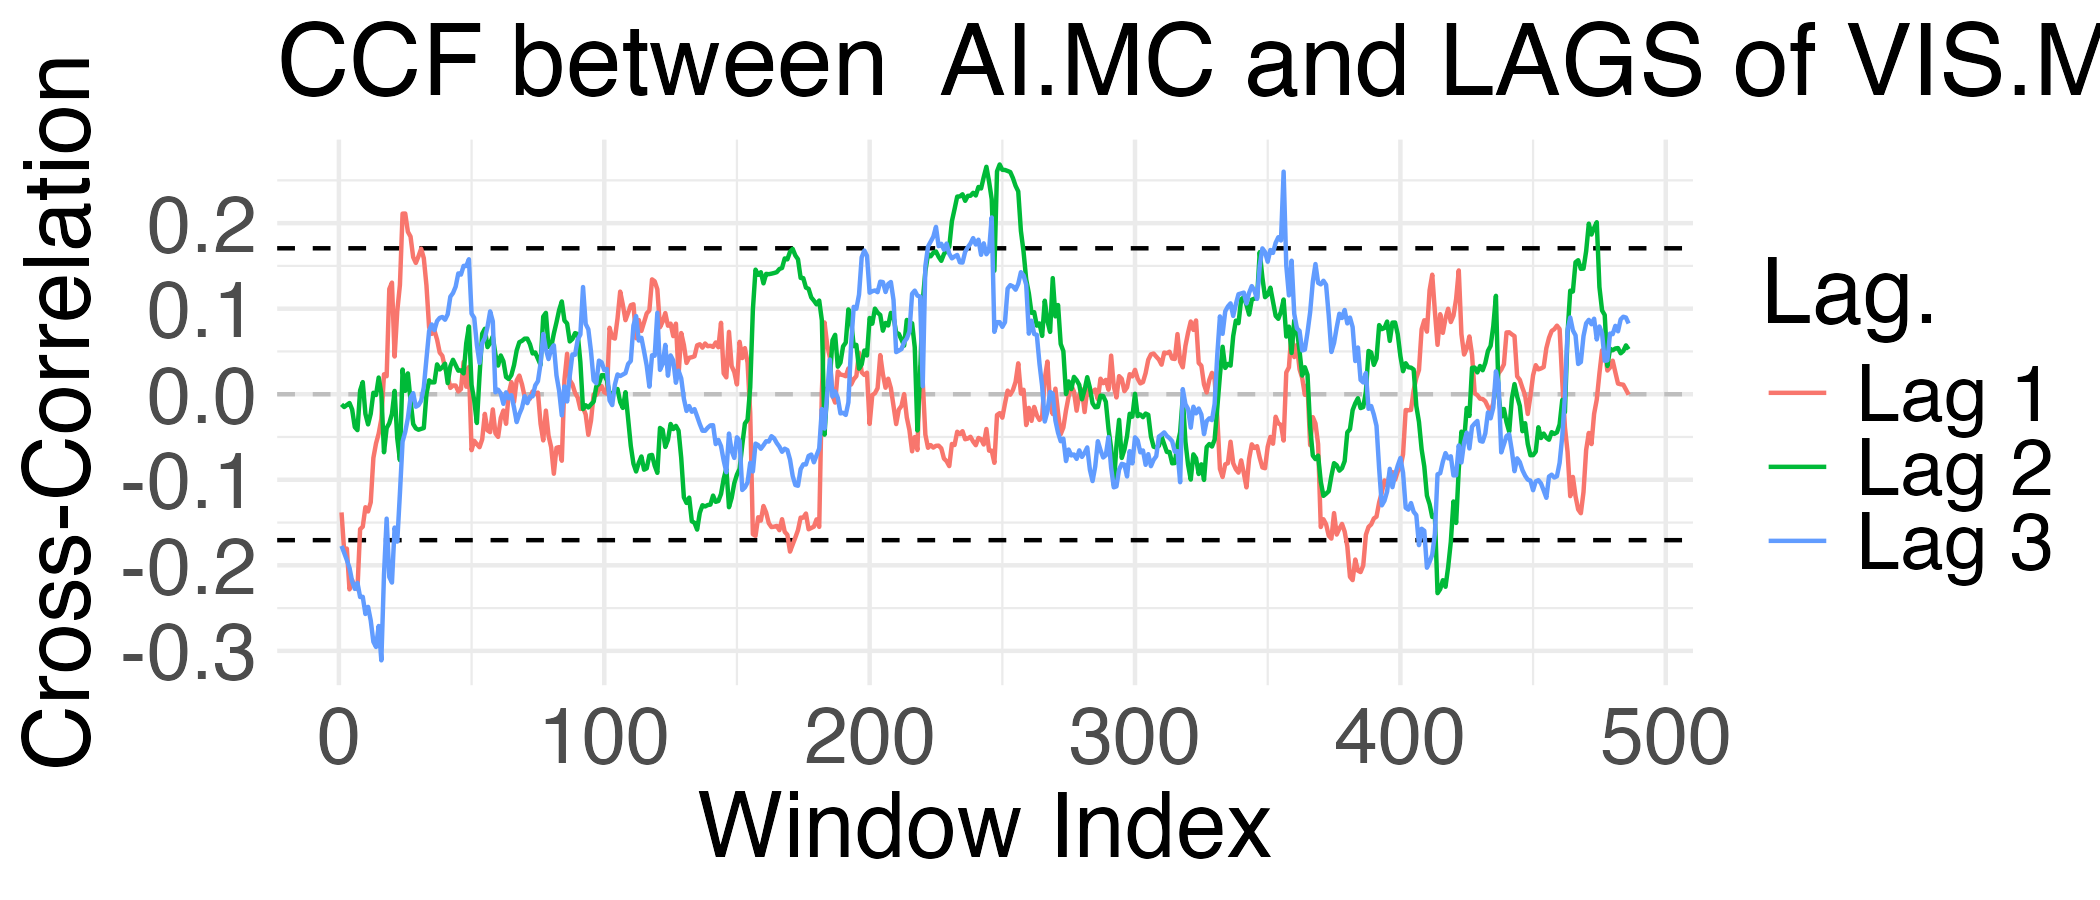 CCF between  AI.MC and LAGS of VIS.M
Cross-Correlation
0.2
0.1
0.0
-0.1
-0.2
-0.3
0 100 200 300 400 500
Window Index
Lag.
Lag 1
Lag 2
Lag 3